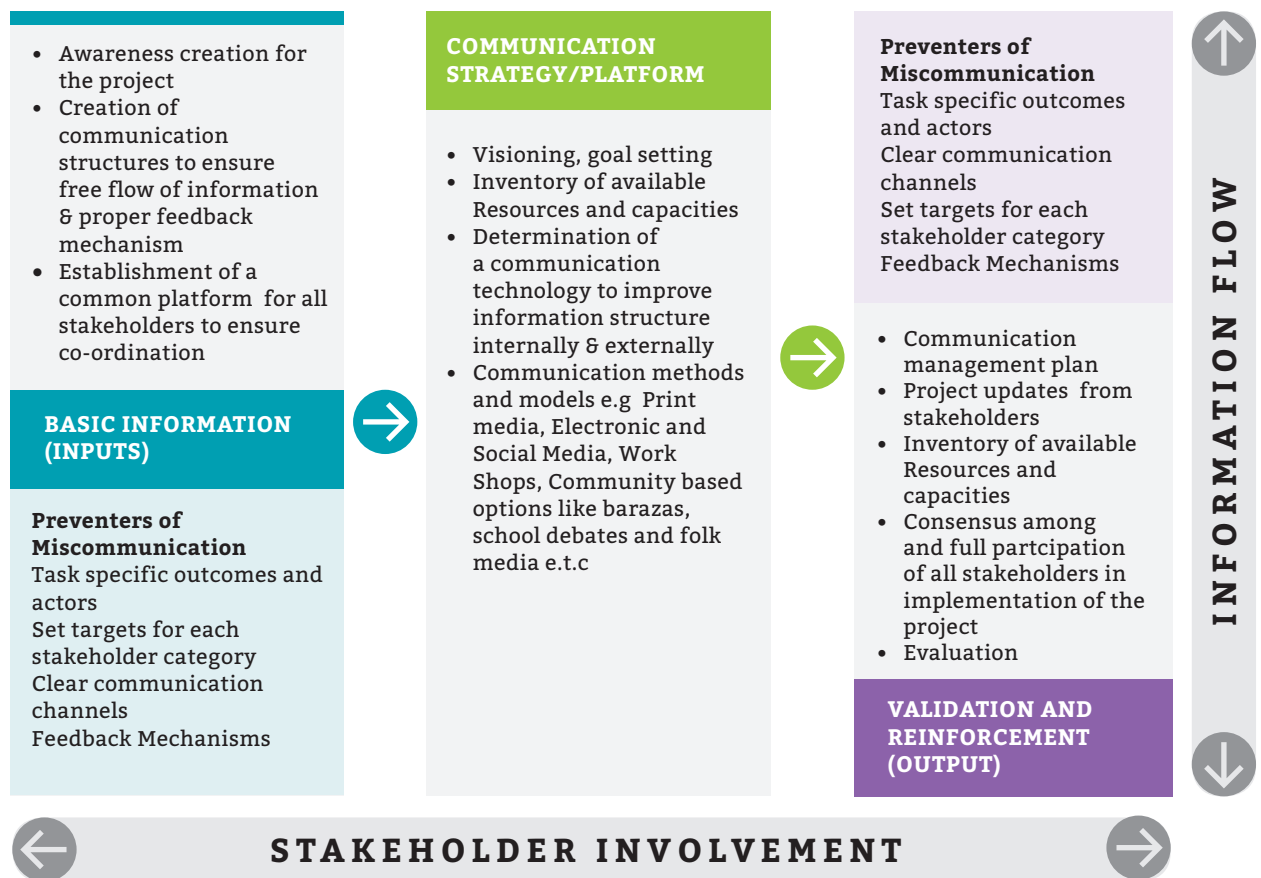 • Awareness creation for
the project
• Creation of
communication
structures to ensure
free flow of information
& proper feedback
mechanism
• Establishment of a
common platform for all
stakeholders to ensure
co-ordination
BASIC INFORMATION
(INPUTS)
Preventers of
Miscommunication
Task specific outcomes and
actors
Set targets for each
stakeholder category
Clear communication
channels
Feedback Mechanisms
COMMUNICATION
STRATEGY/PLATFORM
• Visioning, goal setting
• Inventory of available
Resources and capacities
• Determination of
a communication
technology to improve
information structure
internally & externally
• Communication methods
and models e.g Print
media, Electronic and
Social Media, Work
Shops, Community based
options like barazas,
school debates and folk
media e.t.c
Preventers of
Miscommunication
Task specific outcomes
and actors
Clear communication
channels
Set targets for each
stakeholder category
Feedback Mechanisms
• Communication
management plan
• Project updates from
stakeholders
• Inventory of available
Resources and
capacities
• Consensus among
and full partcipation
of all stakeholders in
implementation of the
project
• Evaluation
VALIDATION AND
REINFORCEMENT
(OUTPUT)
INFORMATION FLOW
STAKEHOLDER INVOLVEMENT